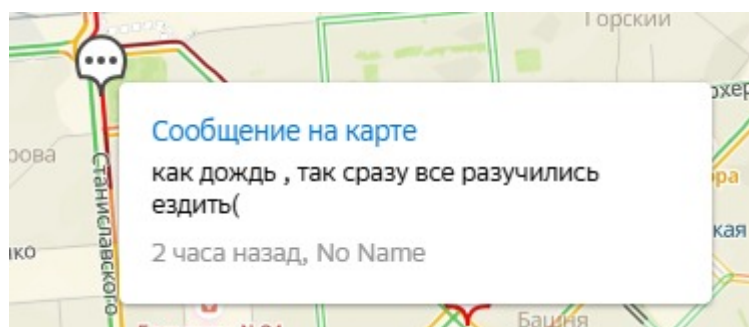 Горский
Сообщение на карте
как дождь , так сразу все разучились
ездить(
2 часа назад, No Name
Станиславского
Башня